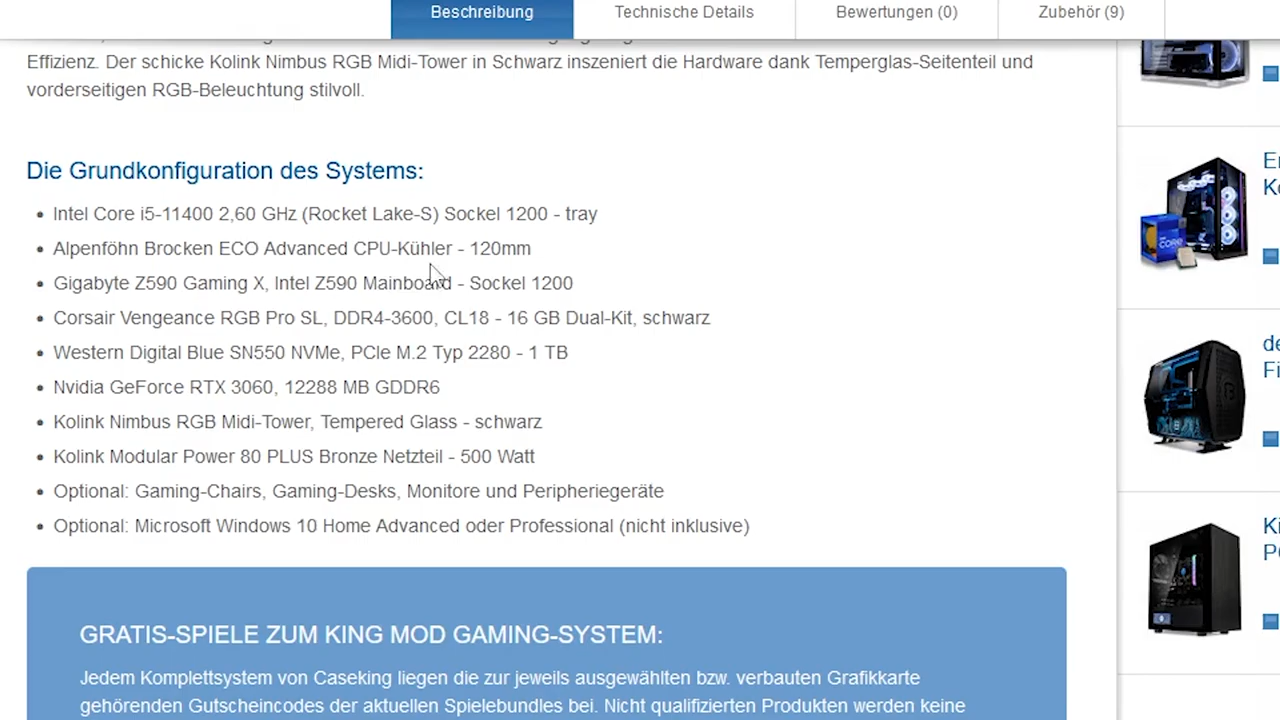 Beschreibung
Technische Details
Bewertungen (0)
Zubehör (9)
Effizienz. Der schicke Kolink Nimbus RGB Midi-Tower in Schwarz inszeniert die Hardware dank Temperglas-Seitenteil und
vorderseitigen RGB-Beleuchtung stilvoll.
Die Grundkonfiguration des Systems:
• Intel Core i5-11400 2,60 GHz (Rocket Lake-S) Sockel 1200 - tray
• Alpenföhn Brocken ECO Advanced CPU-Kühler - 120mm
• Gigabyte Z590 Gaming X, Intel Z590 Mainboard - Sockel 1200
• Corsair Vengeance RGB Pro SL, DDR4-3600, CL18 - 16 GB Dual-Kit, schwarz
• Western Digital Blue SN550 NVMe, PCIe M.2 Typ 2280 - 1 TB
• Nvidia GeForce RTX 3060, 12288 MB GDDR6
• Kolink Nimbus RGB Midi-Tower, Tempered Glass - schwarz
• Kolink Modular Power 80 PLUS Bronze Netzteil - 500 Watt
• Optional: Gaming-Chairs, Gaming-Desks, Monitore und Peripheriegeräte
• Optional: Microsoft Windows 10 Home Advanced oder Professional (nicht inklusive)
GRATIS-SPIELE ZUM KING MOD GAMING-SYSTEM:
Jedem Komplettsystem von Caseking liegen die zur jeweils ausgewählten bzw. verbauten Grafikkarte
gehörenden Gutscheincodes der aktuellen Spielebundles bei. Nicht qualifizierten Produkten werden keine